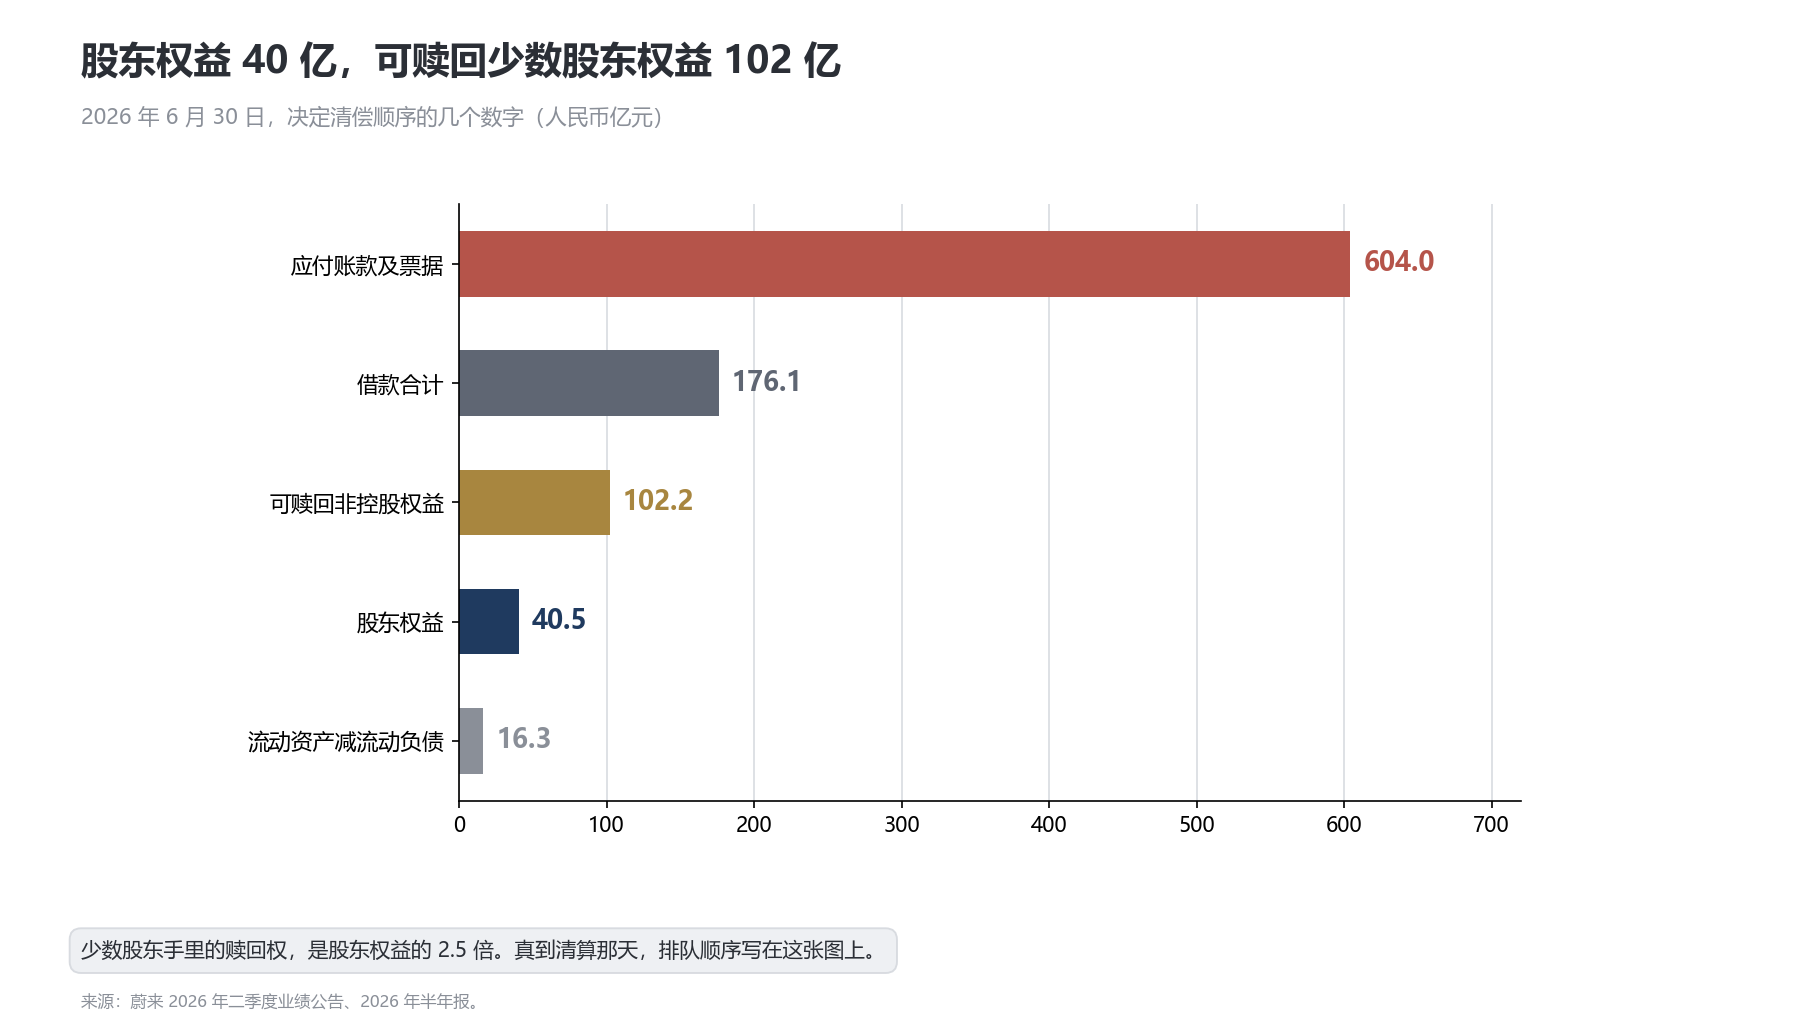 股东权益 40 亿，可赎回少数股东权益 102 亿
2026 年 6 月 30 日，决定清偿顺序的几个数字（人民币亿元）
应付账款及票据
604.0
借款合计
176.1
可赎回非控股权益
102.2
股东权益
40.5
流动资产减流动负债
16.3
0 100 200 300 400 500 600 700
少数股东手里的赎回权，是股东权益的 2.5 倍。真到清算那天，排队顺序写在这张图上。
来源：蔚来 2026 年二季度业绩公告、2026 年半年报。